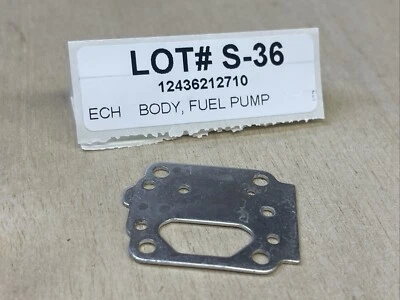 LOT# S-36
12436212710
ECH BODY, FUEL PUMP